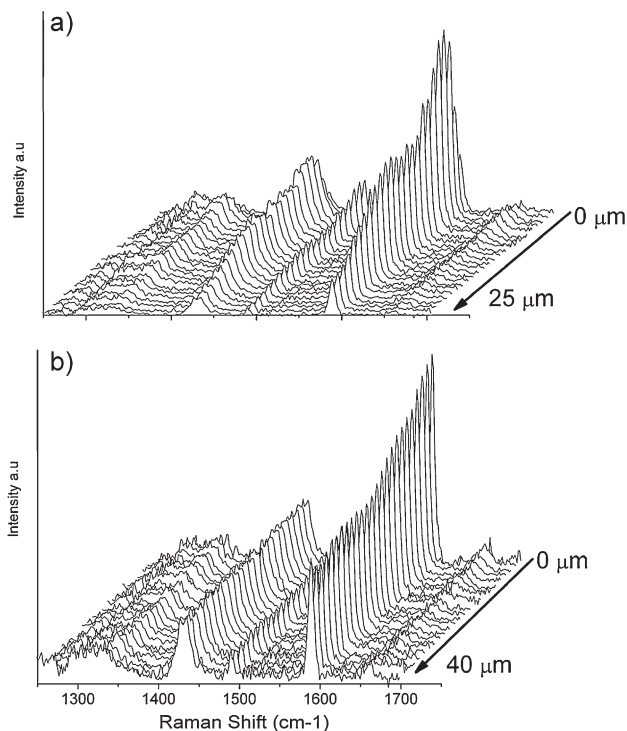 a)
Intensity a.u
0 μm
25 μm
b)
Intensity a.u
0 μm
40 μm
1300 1400 1500 1600 1700
Raman Shift (cm-1)